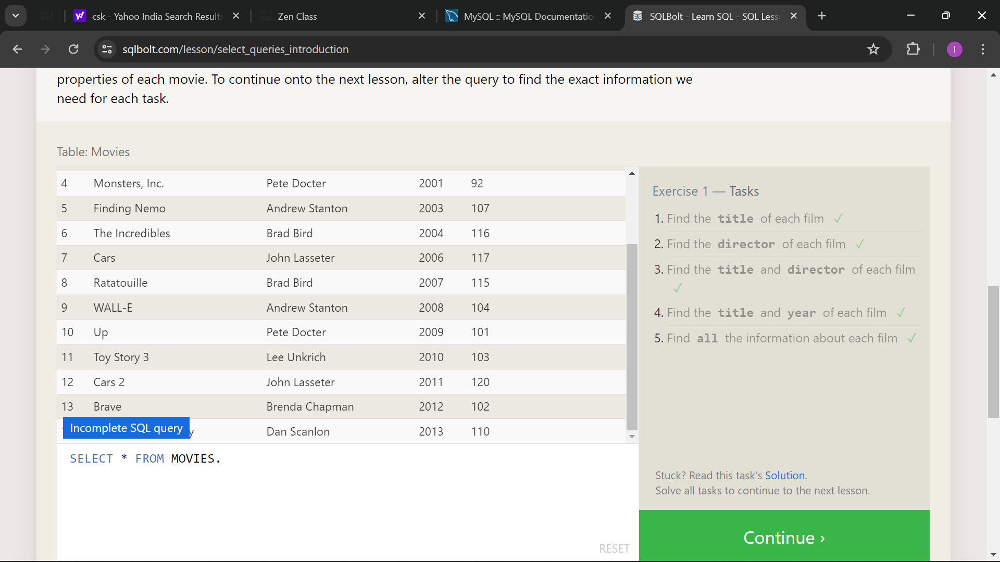 csk - Yahoo India Search Results
Zen Class
MySQL :: MySQL Documentatio
SQLBolt - Learn SQL - SQL Less
sqlbolt.com/lesson/select_queries_introduction
I
properties of each movie. To continue onto the next lesson, alter the query to find the exact information we
need for each task.
Table: Movies
4 Monsters, Inc. Pete Docter 2001 92
5 Finding Nemo Andrew Stanton 2003 107
6 The Incredibles Brad Bird 2004 116
7 Cars John Lasseter 2006 117
8 Ratatouille Brad Bird 2007 115
9 WALL-E Andrew Stanton 2008 104
10 Up Pete Docter 2009 101
11 Toy Story 3 Lee Unkrich 2010 103
12 Cars 2 John Lasseter 2011 120
13 Brave Brenda Chapman 2012 102
y Dan Scanlon 2013 110
Incomplete SQL query
SELECT * FROM MOVIES.
RESET
Exercise 1 — Tasks
1. Find the title of each film ✓
2. Find the director of each film ✓
3. Find the title and director of each film
✓
4. Find the title and year of each film ✓
5. Find all the information about each film ✓
Stuck? Read this task's Solution.
Solve all tasks to continue to the next lesson.
Continue ›